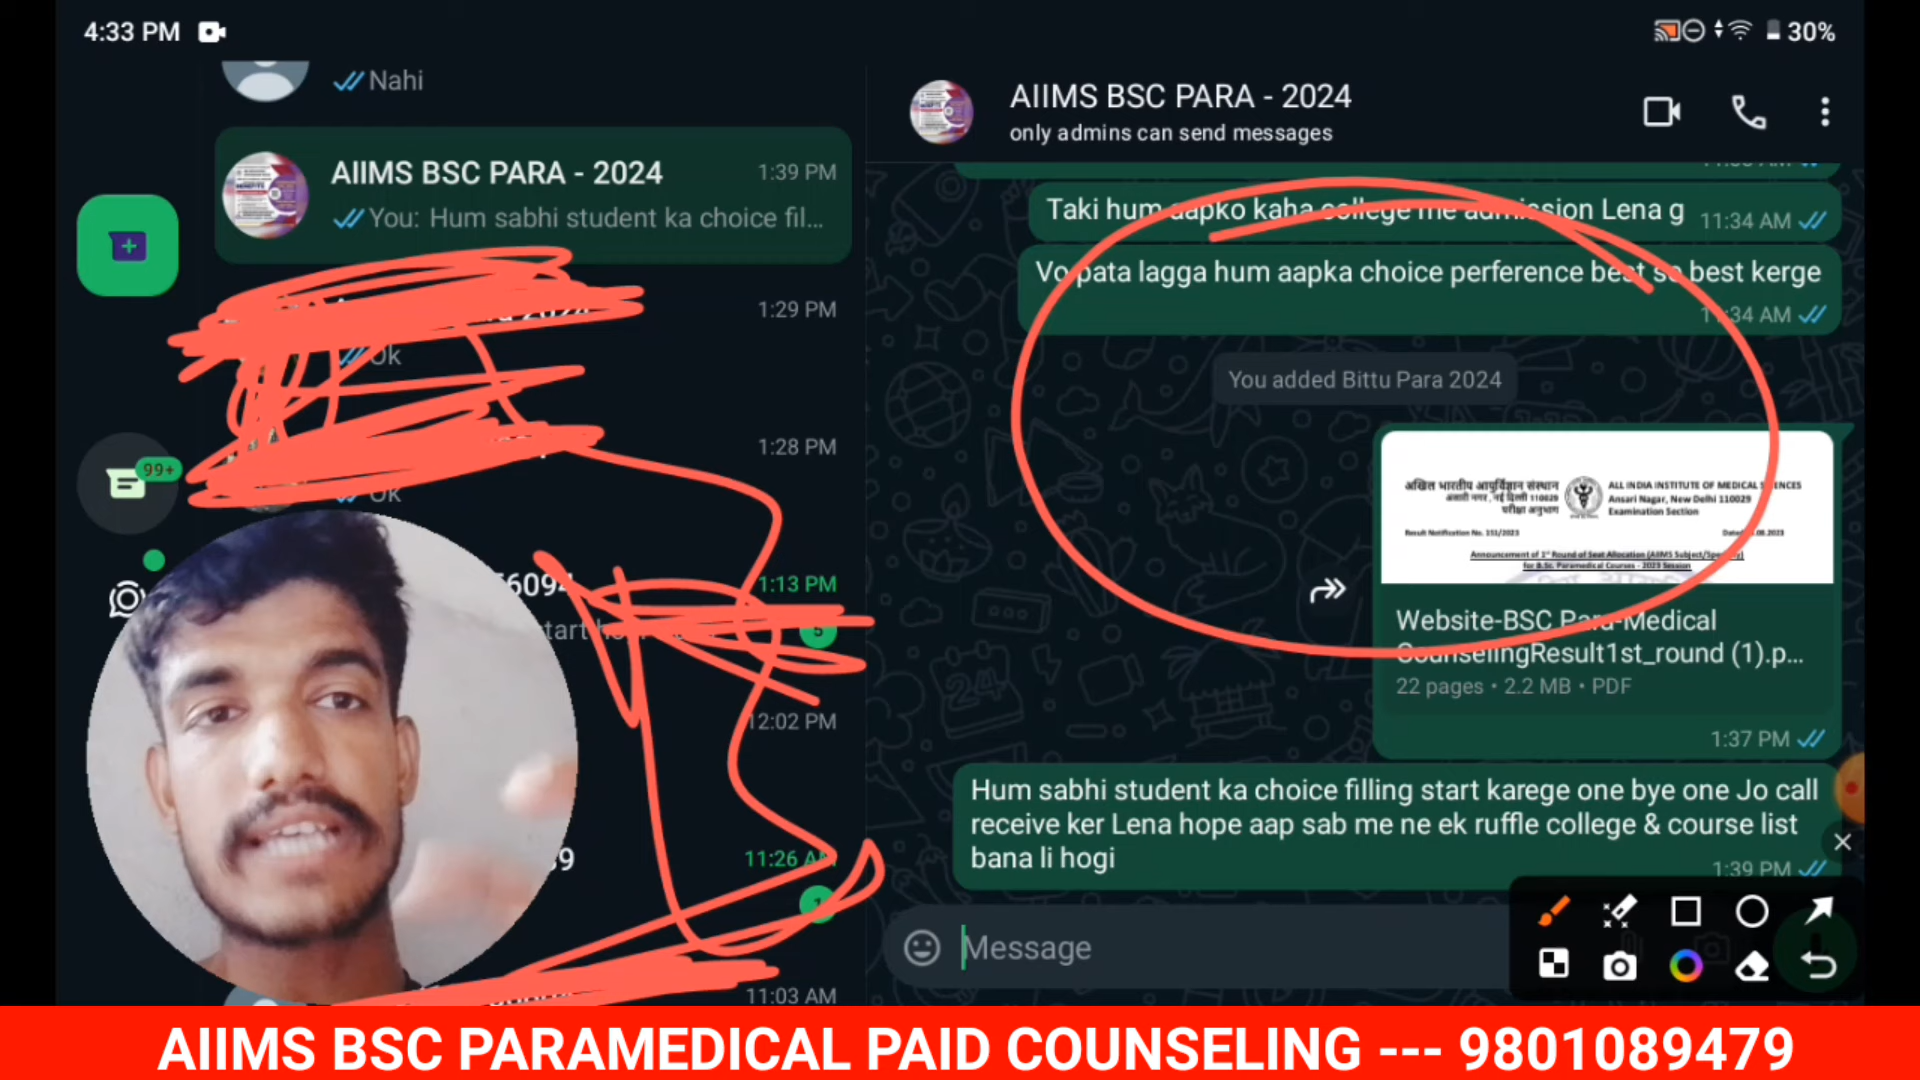 4:33 PM
30%
Nahi
AIIMS BSC PARA - 2024
1:39 PM
You: Hum sabhi student ka choice fil...
1:29 PM
Ok
1:28 PM
Ok
99+
1:13 PM
5
12:02 PM
11:26 AM
1
11:03 AM
AIIMS BSC PARA - 2024
only admins can send messages
Taki hum aapko kaha college me admission Lena g
11:34 AM
Vo pata lagga hum aapka choice perference best se best kerge
11:34 AM
You added Bittu Para 2024
अखिल भारतीय आयुर्विज्ञान संस्थान
अंसारी नगर, नई दिल्ली 110029
परीक्षा अनुभाग
ALL INDIA INSTITUTE OF MEDICAL SCIENCES
Ansari Nagar, New Delhi 110029
Examination Section
Result Notification No. 151/2023
Announcement of 1st Round of Seat Allocation (AIIMS Subject/Speciality)
for B.Sc. Paramedical Courses - 2023 Session
Website-BSC Para-Medical
CounselingResult1st_round (1).p...
22 pages • 2.2 MB • PDF
1:37 PM
Hum sabhi student ka choice filling start karege one bye one Jo call
receive ker Lena hope aap sab me ne ek ruffle college & course list
bana li hogi
1:39 PM
Message
AIIMS BSC PARAMEDICAL PAID COUNSELING --- 9801089479